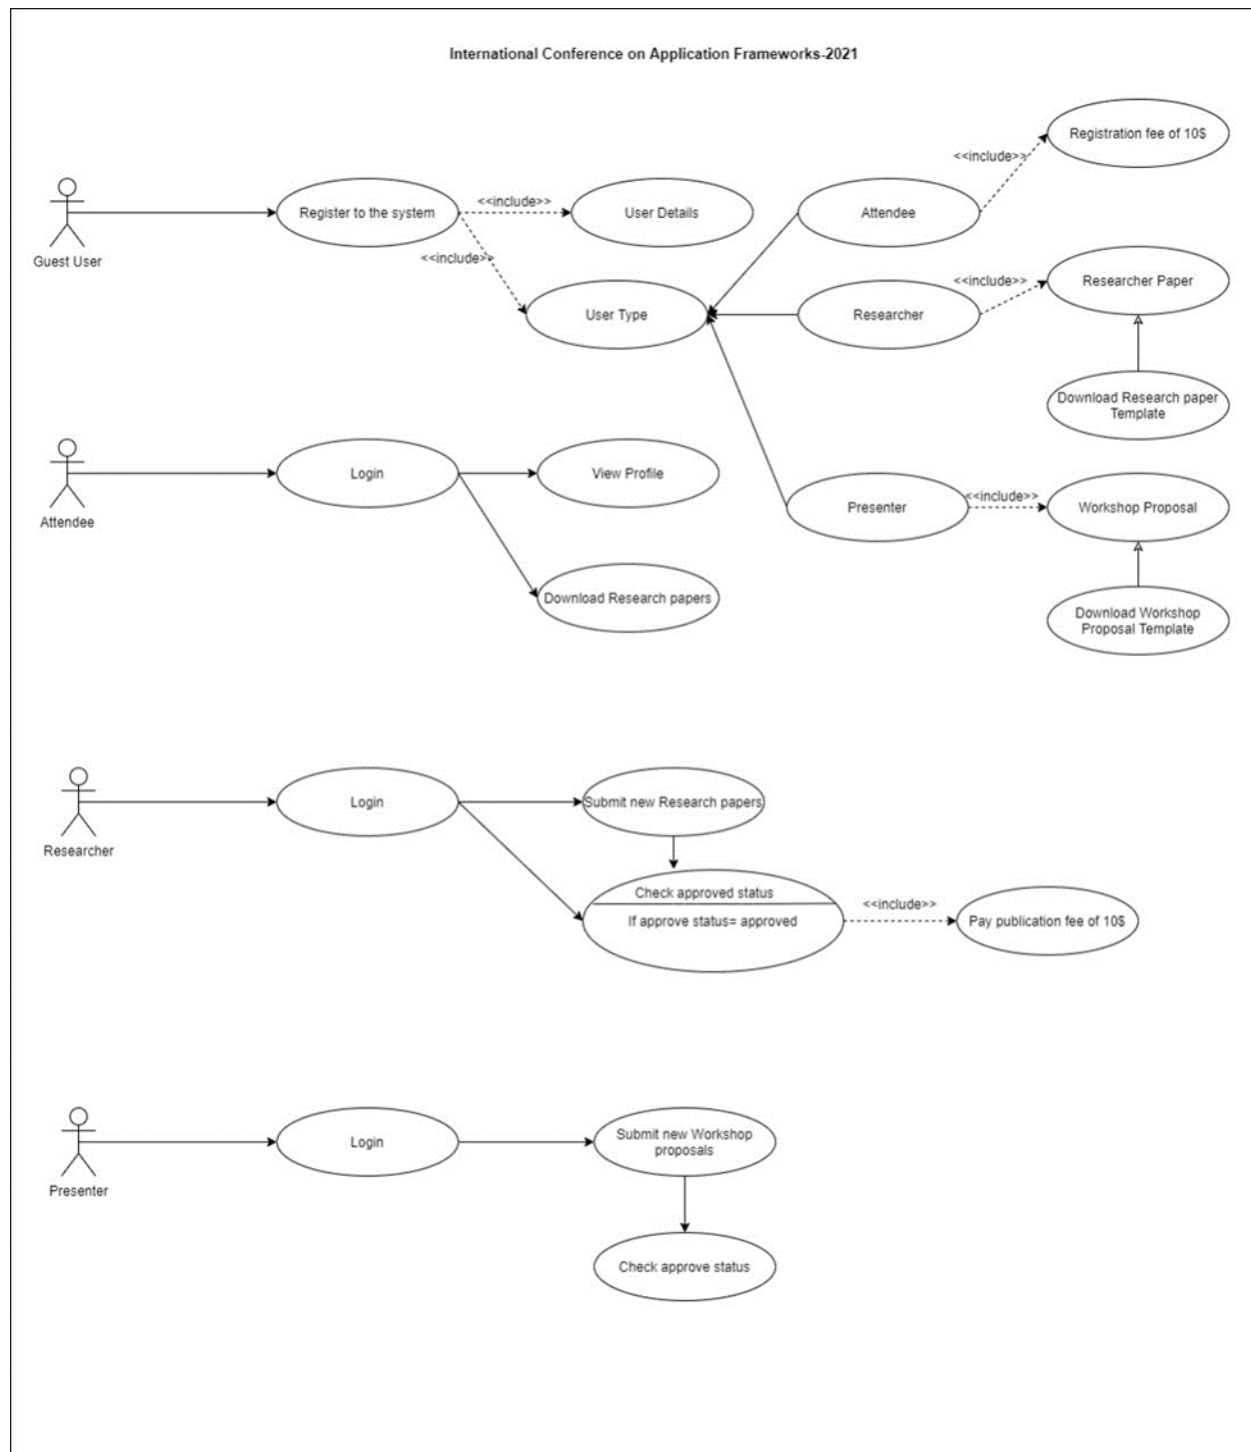 International Conference on Application Frameworks-2021
Registration fee of 10$
<<include>>
Register to the system
<<include>>
User Details
Attendee
Guest User
<<include>>
User Type
Researcher
<<include>>
Researcher Paper
Download Research paper
Template
Attendee
Login
View Profile
Presenter
<<include>>
Workshop Proposal
Download Research papers
Download Workshop
Proposal Template
Researcher
Login
Submit new Research papers
Check approved status
If approve status= approved
<<include>>
Pay publication fee of 10$
Presenter
Login
Submit new Workshop
proposals
Check approve status